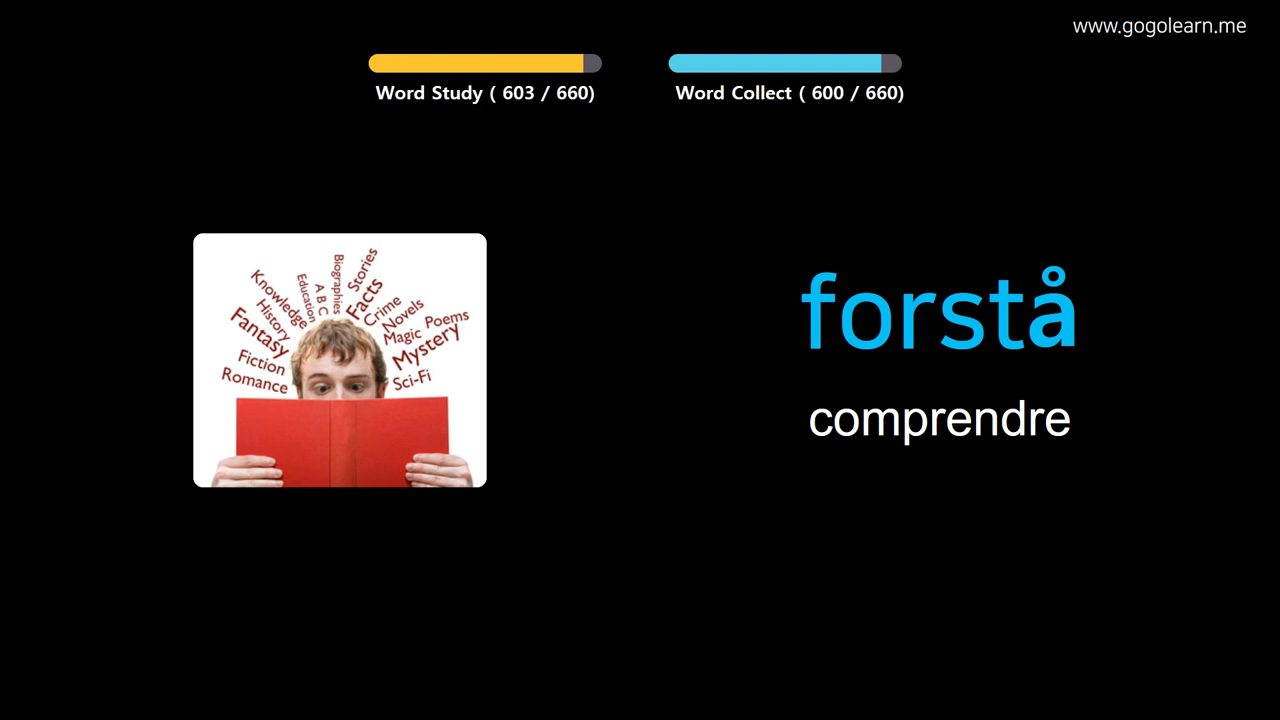 www.gogolearn.me
Word Study ( 603 / 660)
Word Collect ( 600 / 660)
Knowledge
History
Fantasy
Fiction
Romance
Education
A B C
Biographies
Stories
Facts
Crime
Novels
Magic
Poems
Mystery
Sci-Fi
forstå
comprendre